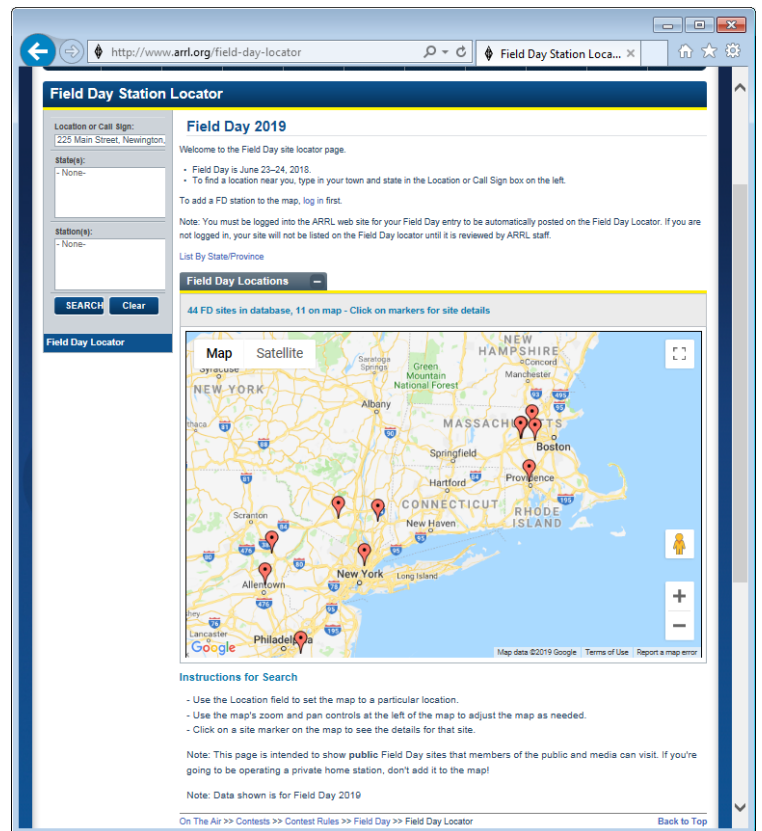 http://www.arrl.org/field-day-locator
Field Day Station Loca...
Field Day Station Locator
Location or Call Sign:
225 Main Street, Newington,
State(s):
- None-
Station(s):
- None-
SEARCH
Clear
Field Day Locator
Field Day 2019
Welcome to the Field Day site locator page.
• Field Day is June 23–24, 2018.
• To find a location near you, type in your town and state in the Location or Call Sign box on the left.
To add a FD station to the map, log in first.
Note: You must be logged into the ARRL web site for your Field Day entry to be automatically posted on the Field Day Locator. If you are
not logged in, your site will not be listed on the Field Day locator until it is reviewed by ARRL staff.
List By State/Province
Field Day Locations
44 FD sites in database, 11 on map - Click on markers for site details
Map
Satellite
Syracuse
Saratoga
Springs
Green
Mountain
National Forest
NEW
HAMPSHIRE
Concord
Manchester
NEW YORK
Albany
MASSACHUSETTS
Boston
Springfield
Hartford
Providence
CONNECTICUT
RHODE
ISLAND
New Haven
Scranton
New York
Long Island
Allentown
Lancaster
Philadelphia
Google
Map data ©2019 Google
Terms of Use
Report a map error
Instructions for Search
- Use the Location field to set the map to a particular location.
- Use the map's zoom and pan controls at the left of the map to adjust the map as needed.
- Click on a site marker on the map to see the details for that site.
Note: This page is intended to show public Field Day sites that members of the public and media can visit. If you're
going to be operating a private home station, don't add it to the map!
Note: Data shown is for Field Day 2019
On The Air >> Contests >> Contest Rules >> Field Day >> Field Day Locator
Back to Top